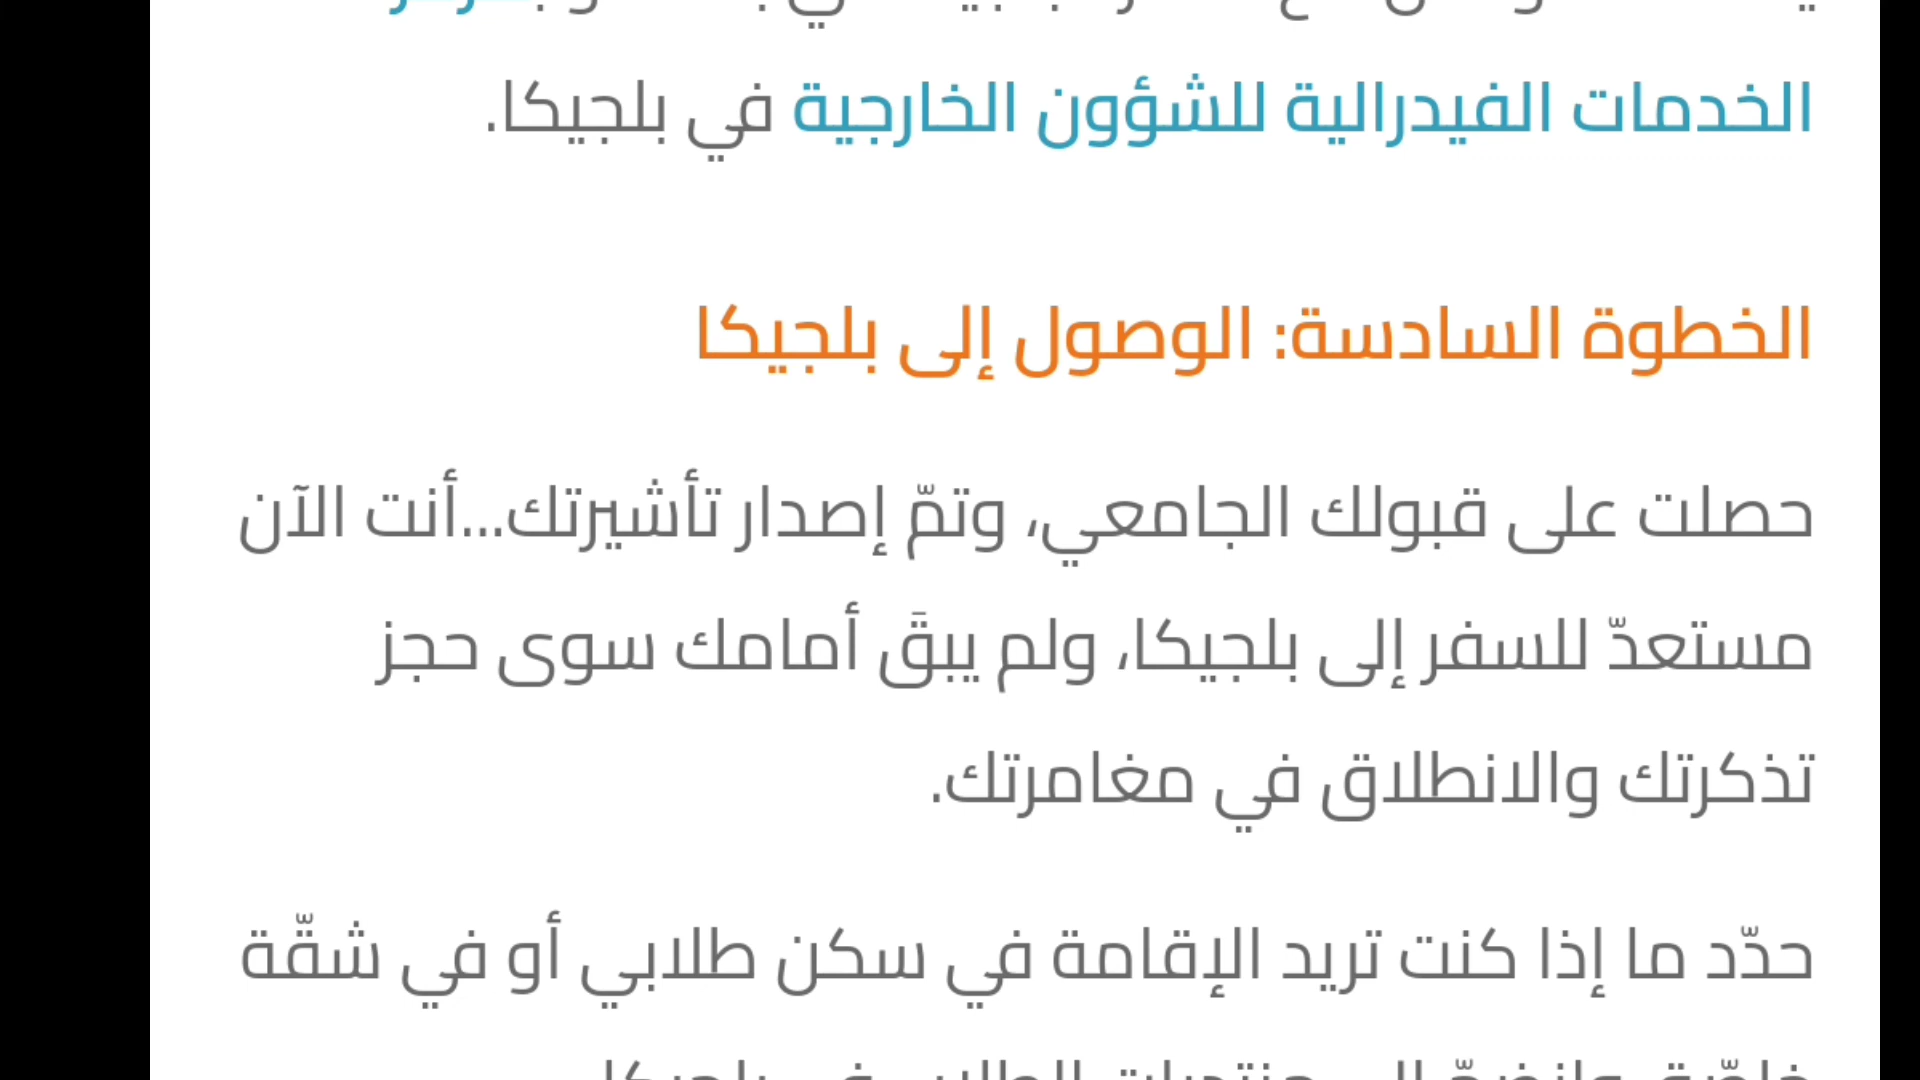 الخدمات الفيدرالية للشؤون الخارجية في بلجيكا.
الخطوة السادسة: الوصول إلى بلجيكا
حصلت على قبولك الجامعي، وتمّ إصدار تأشيرتك...أنت الآن
مستعدّ للسفر إلى بلجيكا، ولم يبقَ أمامك سوى حجز
تذكرتك والانطلاق في مغامرتك.
حدّد ما إذا كنت تريد الإقامة في سكن طلابي أو في شقّة